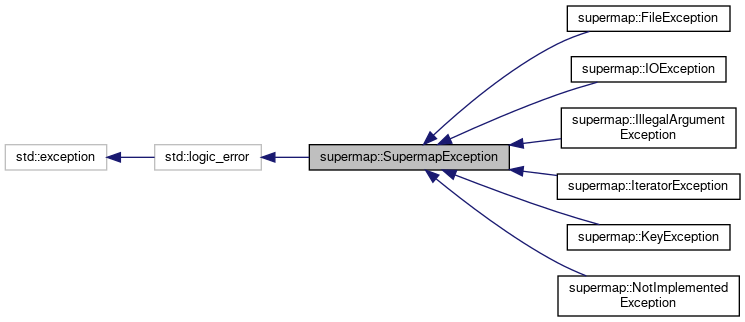 std::exception
std::logic_error
supermap::SupermapException
supermap::FileException
supermap::IOException
supermap::IllegalArgument
Exception
supermap::IteratorException
supermap::KeyException
supermap::NotImplemented
Exception